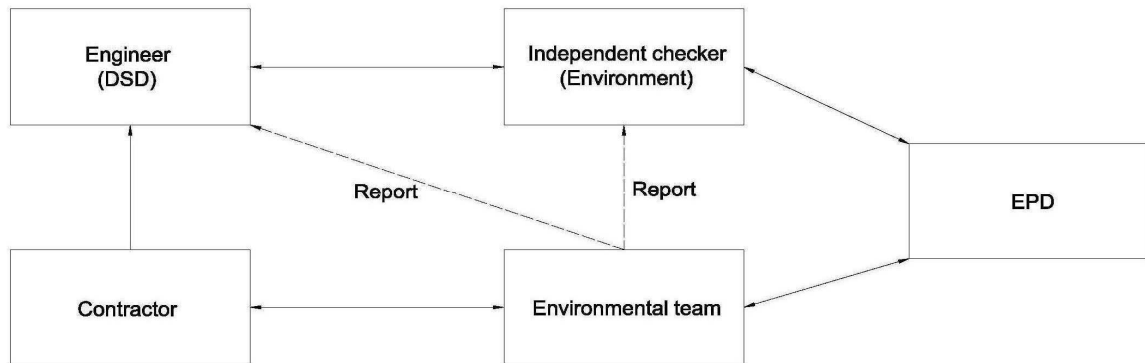 Engineer
(DSD)
Independent checker
(Environment)
Report
Report
EPD
Contractor
Environmental team